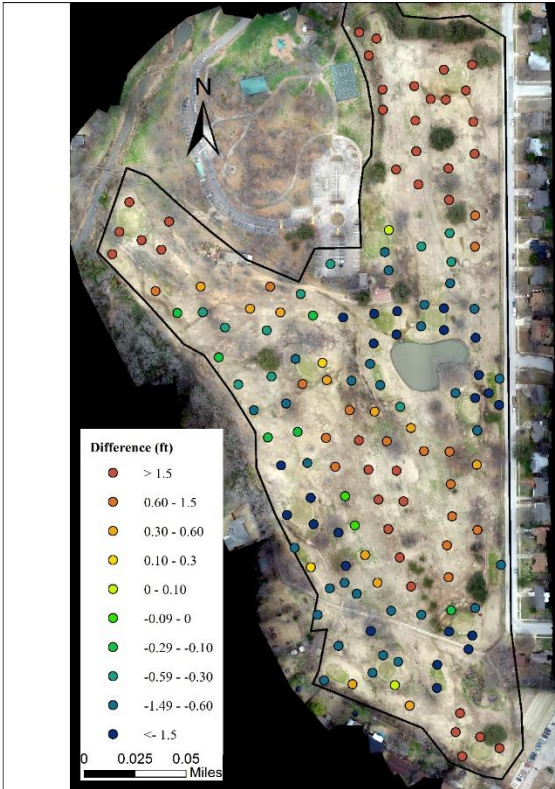 N
Difference (ft)
> 1.5
0.60 - 1.5
0.30 - 0.60
0.10 - 0.3
0 - 0.10
-0.09 - 0
-0.29 - -0.10
-0.59 - -0.30
-1.49 - -0.60
<- 1.5
0 0.025 0.05
Miles